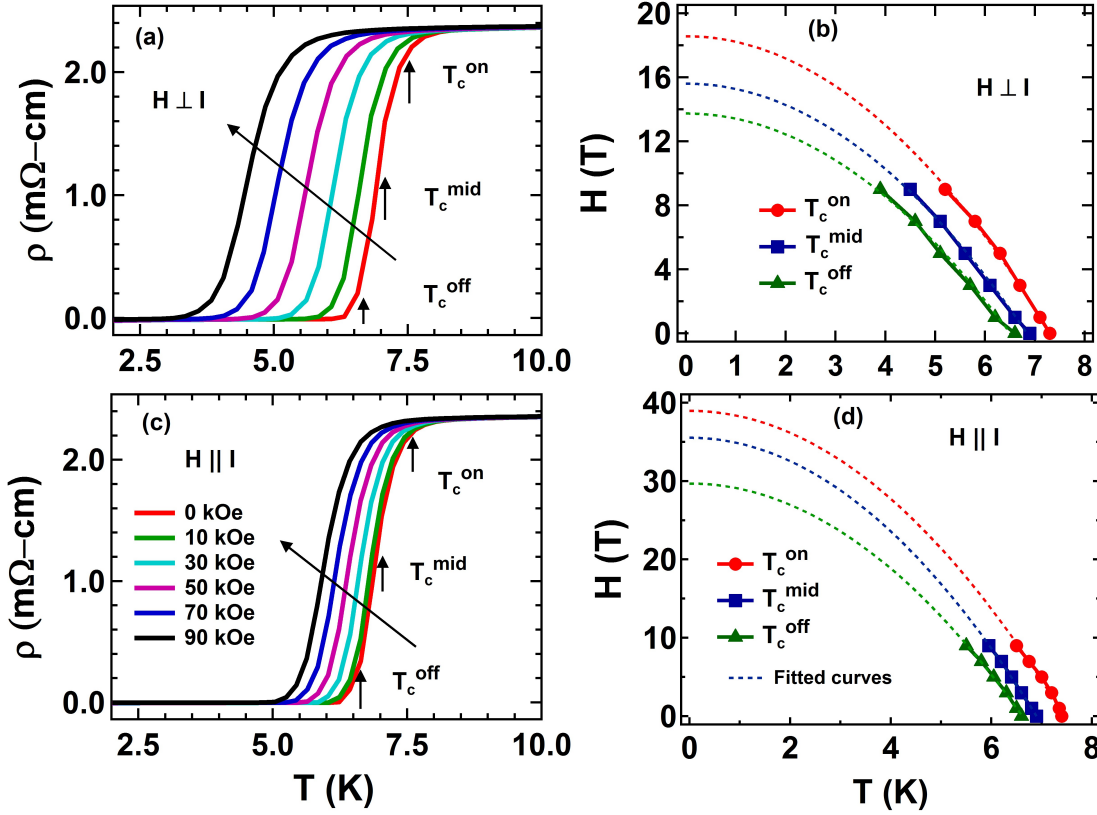 (a)
H ⊥ I
T_c^on
T_c^mid
T_c^off
2.0
1.0
0.0
ρ (mΩ–cm)
2.5
5.0
7.5
10.0
(b)
H ⊥ I
T_c^on
T_c^mid
T_c^off
20
16
12
8
4
0
H (T)
0
1
2
3
4
5
6
7
8
(c)
H || I
0 kOe
10 kOe
30 kOe
50 kOe
70 kOe
90 kOe
T_c^on
T_c^mid
T_c^off
2.0
1.0
0.0
ρ (mΩ–cm)
2.5
5.0
7.5
10.0
T (K)
(d)
H || I
T_c^on
T_c^mid
T_c^off
Fitted curves
40
30
20
10
0
H (T)
0
2
4
6
8
T (K)